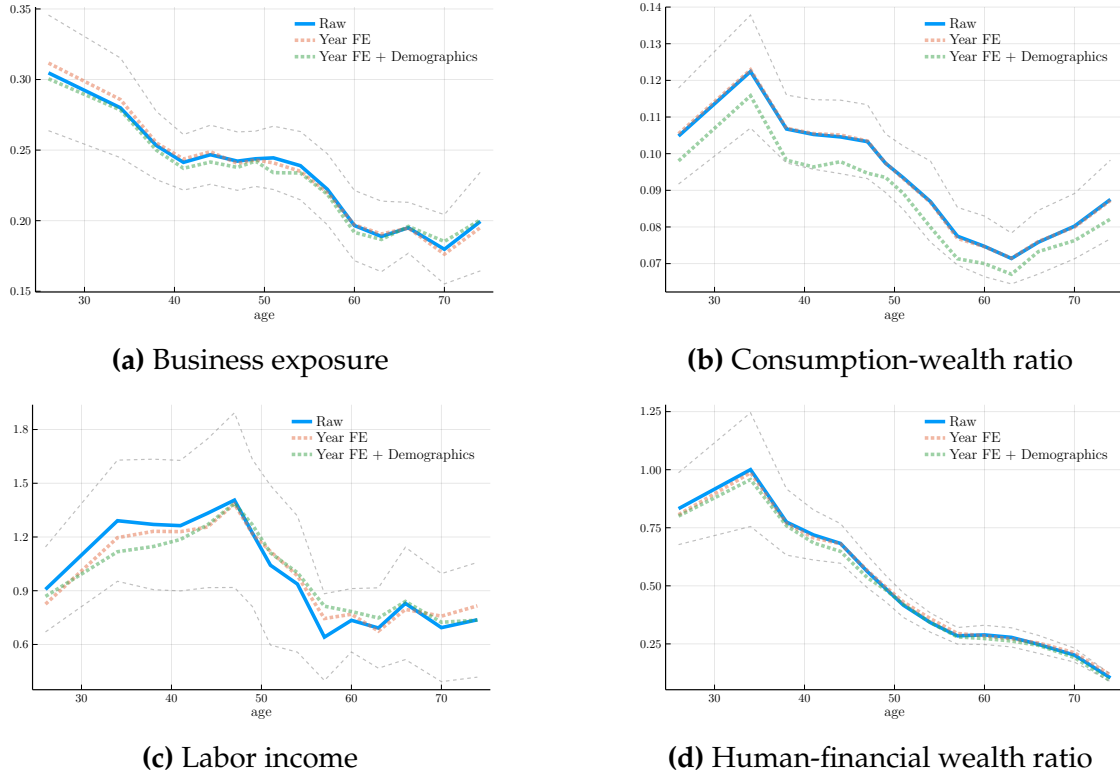 0.30
0.25
0.20
0.15
30
40
50
60
70
age
Raw
Year FE
Year FE + Demographics
(a) Business exposure
0.14
0.13
0.12
0.11
0.10
0.09
0.08
0.07
30
40
50
60
70
age
Raw
Year FE
Year FE + Demographics
(b) Consumption-wealth ratio
1.8
1.5
1.2
0.9
0.6
30
40
50
60
70
age
Raw
Year FE
Year FE + Demographics
(c) Labor income
1.25
1.00
0.75
0.50
0.25
30
40
50
60
70
age
Raw
Year FE
Year FE + Demographics
(d) Human-financial wealth ratio